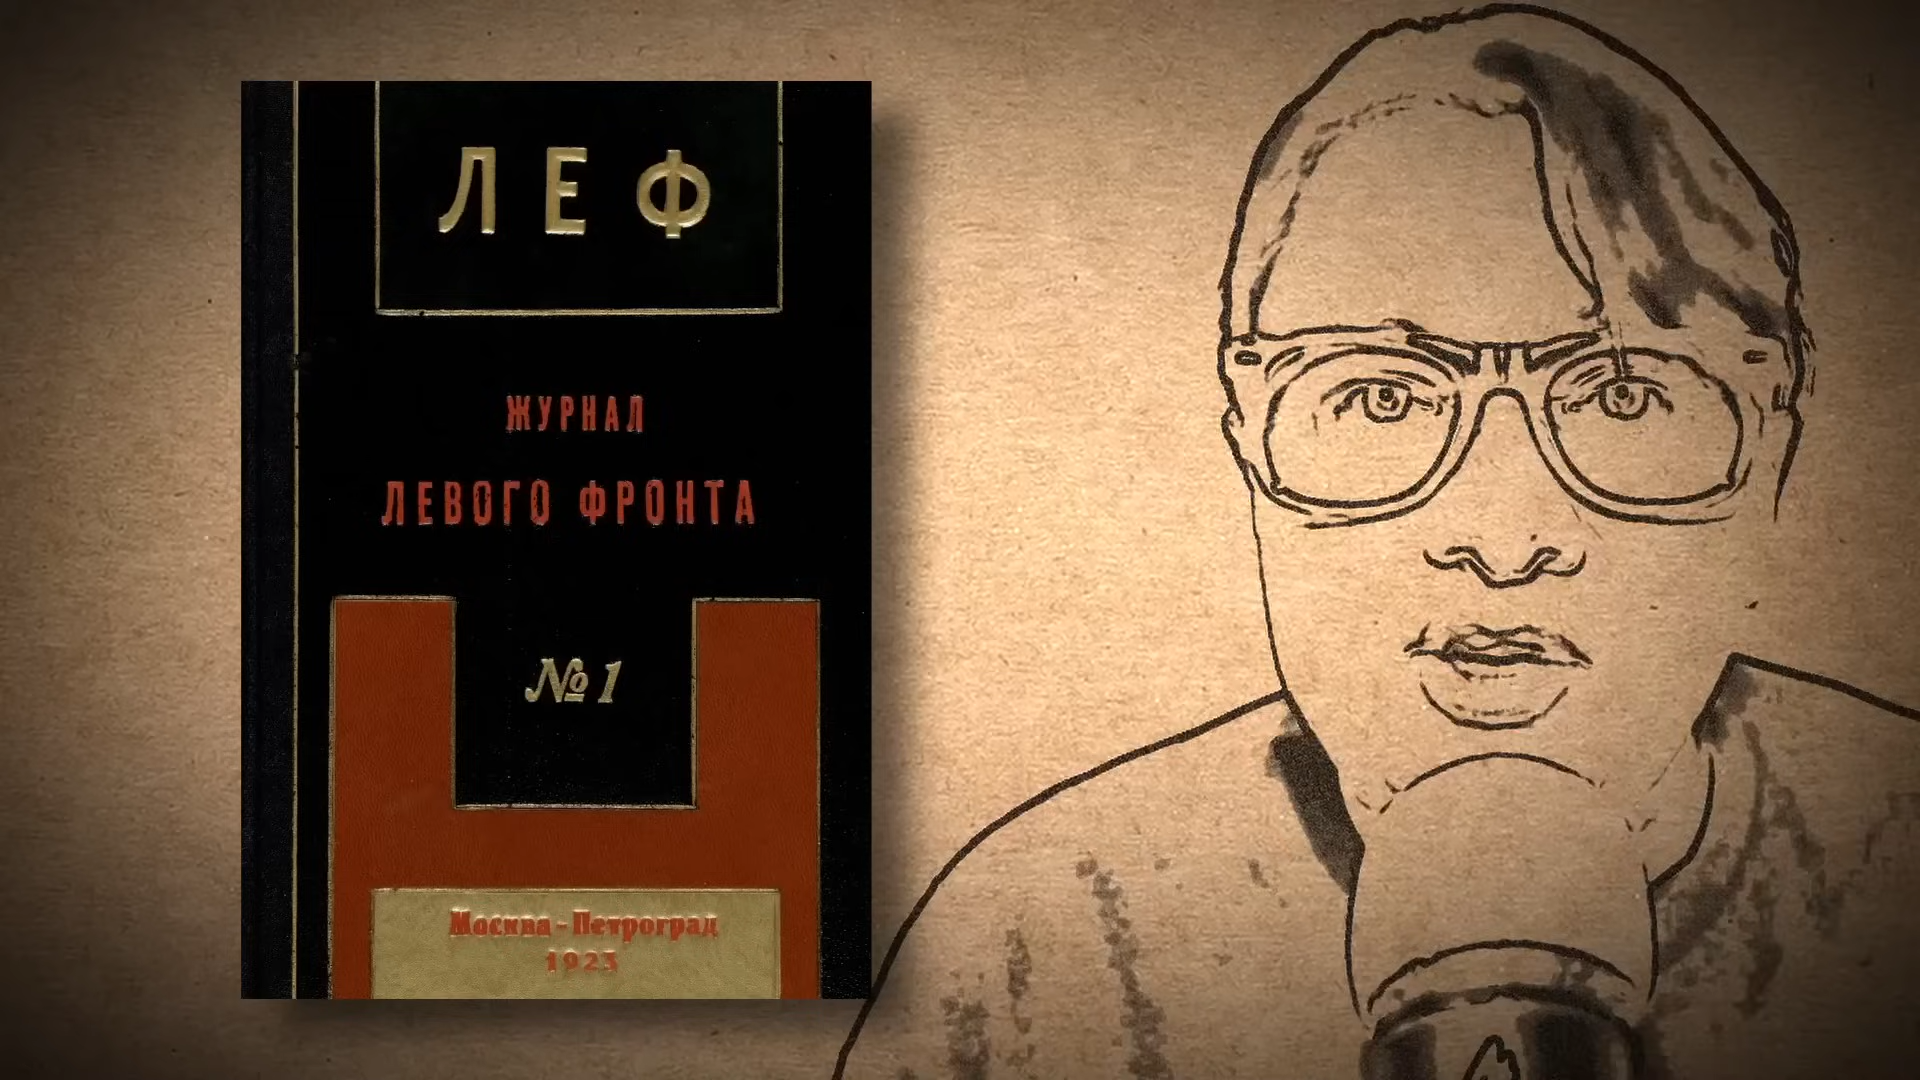 ЛЕФ
ЖУРНАЛ
ЛЕВОГО ФРОНТА
№ 1
Москва - Петроград
1923